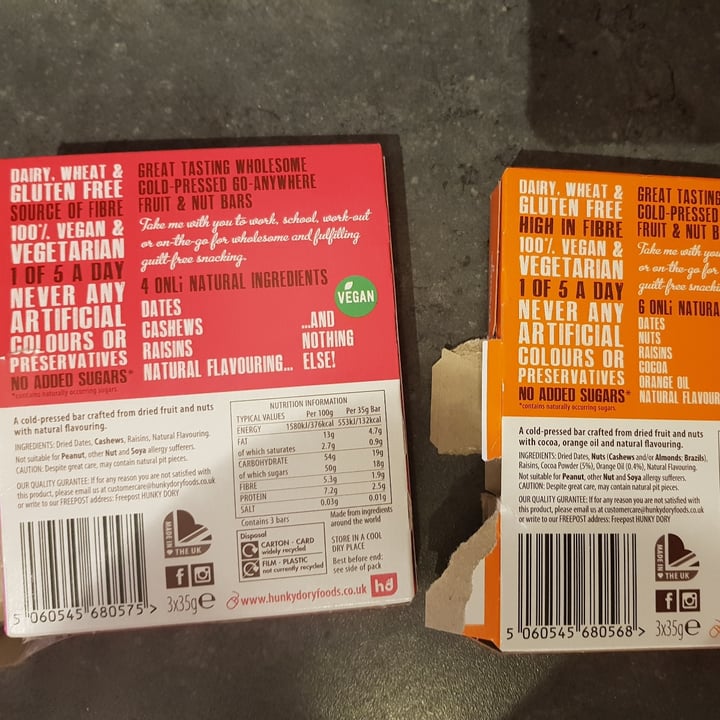 DAIRY, WHEAT &
GLUTEN FREE
SOURCE OF FIBRE
100% VEGAN &
VEGETARIAN
1 OF 5 A DAY
NEVER ANY
ARTIFICIAL
COLOURS OR
PRESERVATIVES
NO ADDED SUGARS*
*contains naturally occurring sugars
GREAT TASTING WHOLESOME
COLD-PRESSED GO-ANYWHERE
FRUIT & NUT BARS
Take me with you to work, school, work-out
or on-the-go for wholesome and fulfilling
guilt-free snacking.
4 ONLi NATURAL INGREDIENTS
DATES
CASHEWS
RAISINS
NATURAL FLAVOURING...
...AND
NOTHING
ELSE!
VEGAN
A cold-pressed bar crafted from dried fruit and nuts
with natural flavouring.
INGREDIENTS: Dried Dates, Cashews, Raisins, Natural Flavouring.
Not suitable for Peanut, other Nut and Soya allergy sufferers.
CAUTION: Despite great care, may contain natural pit pieces.
OUR QUALITY GURANTEE: If for any reason you are not satisfied with
this product, please email us at customercare@hunkydoryfoods.co.uk
or write to our FREEPOST address: Freepost HUNKY DORY
NUTRITION INFORMATION
TYPICAL VALUES Per 100g Per 35g Bar
ENERGY 1580kJ/376kcal 553kJ/132kcal
FAT 13g 4.7g
of which saturates 2.7g 0.9g
CARBOHYDRATE 54g 19g
of which sugars 50g 18g
FIBRE 5.3g 1.9g
PROTEIN 7.2g 2.5g
SALT 0.03g 0.01g
Contains 3 bars
Disposal
CARTON - CARD
widely recycled
FILM - PLASTIC
not currently recycled
Made from ingredients
around the world
STORE IN A COOL
DRY PLACE
Best before end:
see side of pack
MADE IN
THE UK
5 060545 680575 >
3x35g e
www.hunkydoryfoods.co.uk
hd
DAIRY, WHEAT &
GLUTEN FREE
HIGH IN FIBRE
100% VEGAN &
VEGETARIAN
1 OF 5 A DAY
NEVER ANY
ARTIFICIAL
COLOURS OR
PRESERVATIVES
NO ADDED SUGARS*
*contains naturally occurring sugars
GREAT TASTING
COLD-PRESSED
FRUIT & NUT B
Take me with you
or on-the-go for
guilt-free snacki
6 ONLi NATURA
DATES
NUTS
RAISINS
COCOA
ORANGE OIL
NATURAL FLAVOUR
A cold-pressed bar crafted from dried fruit and nuts
with cocoa, orange oil and natural flavouring.
INGREDIENTS: Dried Dates, Nuts (Cashews and/or Almonds; Brazils),
Raisins, Cocoa Powder (5%), Orange Oil (0.4%), Natural Flavouring.
Not suitable for Peanut, other Nut and Soya allergy sufferers.
CAUTION: Despite great care, may contain natural pit pieces.
OUR QUALITY GURANTEE: If for any reason you are not satisfied with
this product, please email us at customercare@hunkydoryfoods.co.uk
or write to our FREEPOST address: Freepost HUNKY DORY
MADE IN
THE UK
5 060545 680568 >
3x35g e